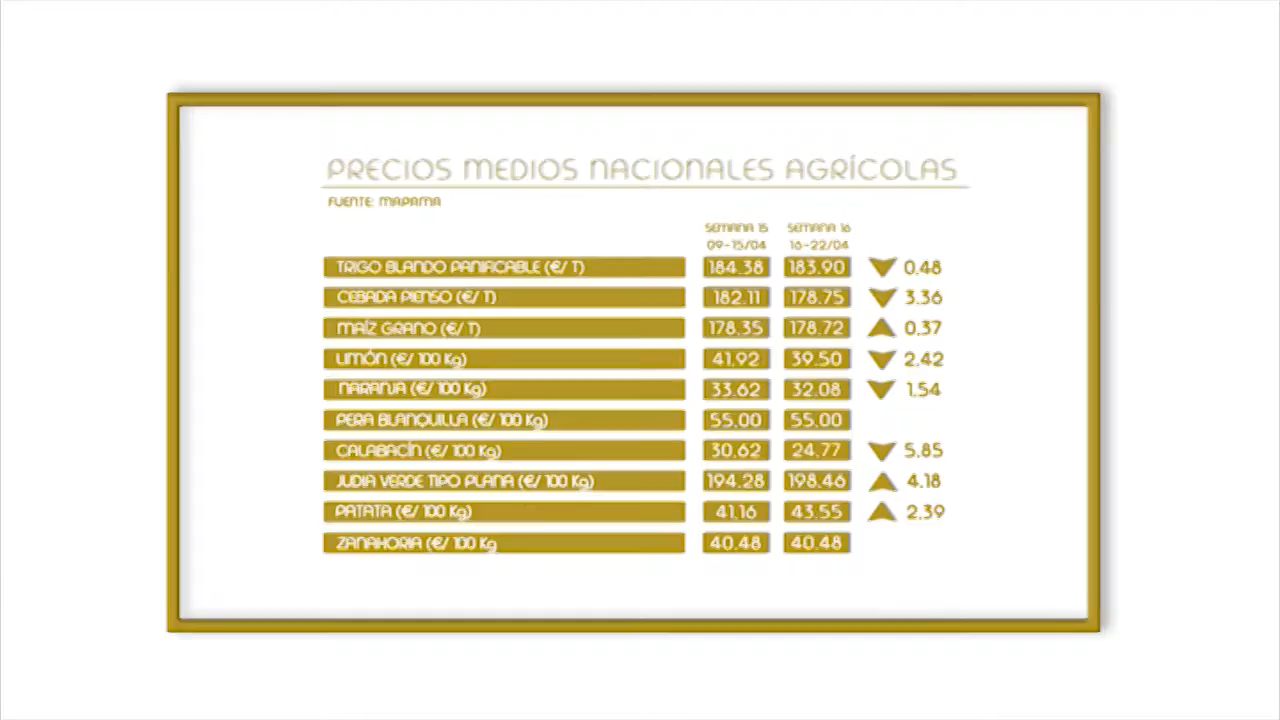 PRECIOS MEDIOS NACIONALES AGRÍCOLAS
FUENTE: MAPAMA
SEMANA 15 SEMANA 16
09-15/04 16-22/04
TRIGO BLANDO PANIFICABLE (€/ T) 184.38 183.90 0.48
CEBADA PIENSO (€/ T) 182.11 178.75 3.36
MAÍZ GRANO (€/ T) 178.35 178.72 0.37
LIMÓN (€/ 100 Kg) 41.92 39.50 2.42
NARANJA (€/ 100 Kg) 33.62 32.08 1.54
PERA BLANQUILLA (€/ 100 Kg) 55.00 55.00
CALABACÍN (€/ 100 Kg) 30.62 24.77 5.85
JUDIA VERDE TIPO PLANA (€/ 100 Kg) 194.28 198.46 4.18
PATATA (€/ 100 Kg) 41.16 43.55 2.39
ZANAHORIA (€/ 100 Kg 40.48 40.48